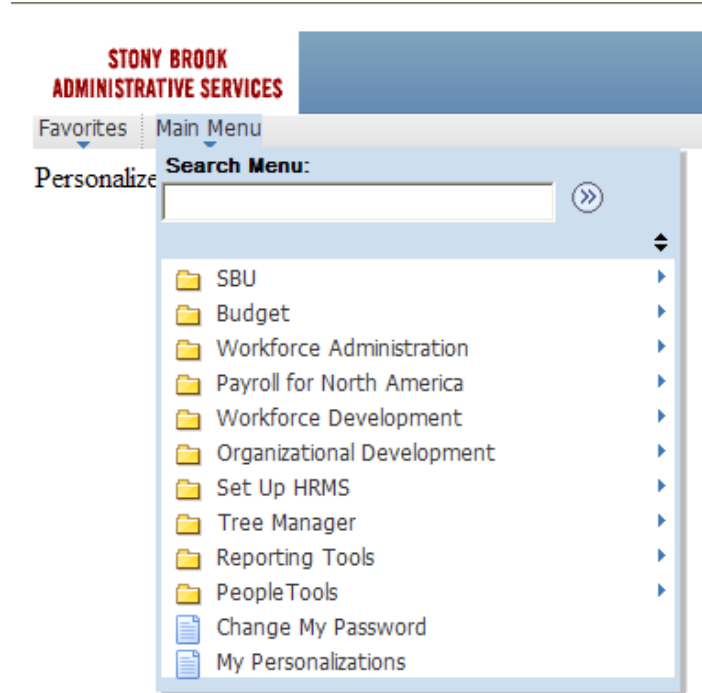 STONY BROOK
ADMINISTRATIVE SERVICES
Favorites Main Menu
Personalize
Search Menu:
SBU
Budget
Workforce Administration
Payroll for North America
Workforce Development
Organizational Development
Set Up HRMS
Tree Manager
Reporting Tools
PeopleTools
Change My Password
My Personalizations